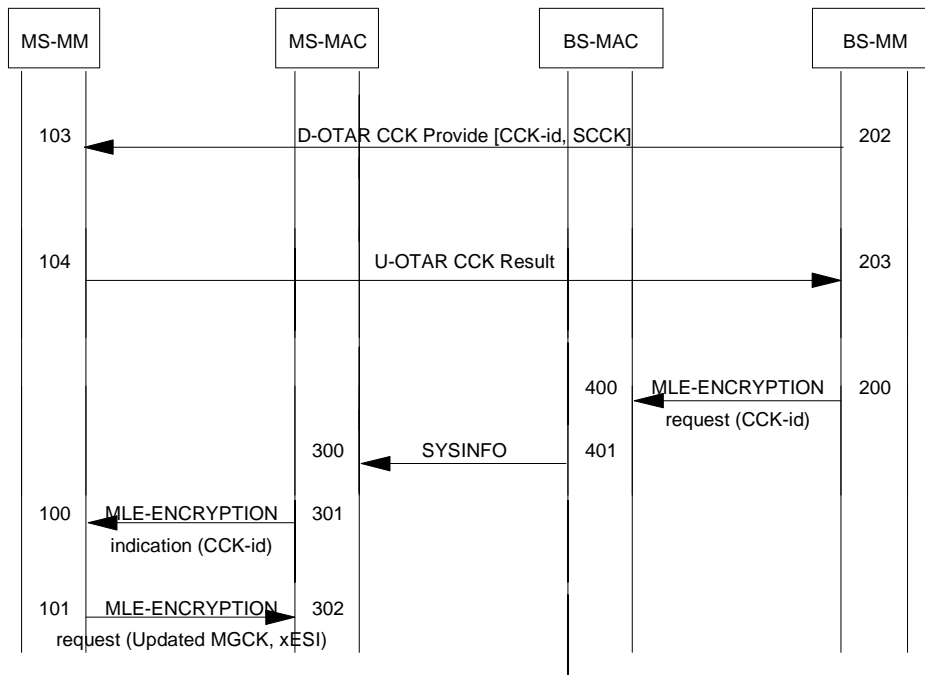 MS-MM MS-MAC BS-MAC BS-MM
103 D-OTAR CCK Provide [CCK-id, SCCK] 202
104 U-OTAR CCK Result 203
400 MLE-ENCRYPTION 200
request (CCK-id)
300 SYSINFO 401
100 MLE-ENCRYPTION 301
indication (CCK-id)
101 MLE-ENCRYPTION 302
request (Updated MGCK, xESI)